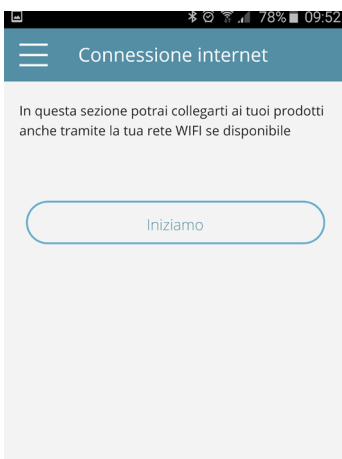 78% 09:52
Connessione internet
In questa sezione potrai collegarti ai tuoi prodotti
anche tramite la tua rete WIFI se disponibile
Iniziamo